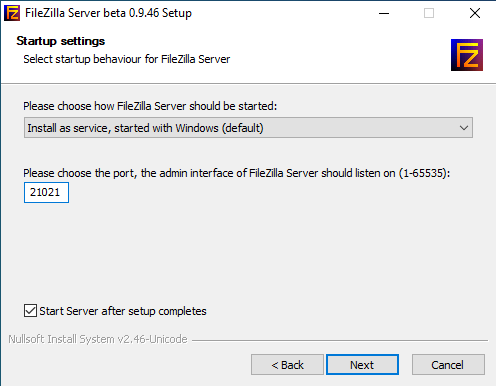 FileZilla Server beta 0.9.46 Setup
Startup settings
Select startup behaviour for FileZilla Server
FZ
Please choose how FileZilla Server should be started:
Install as service, started with Windows (default)
Please choose the port, the admin interface of FileZilla Server should listen on (1-65535):
21021
Start Server after setup completes
Nullsoft Install System v2.46-Unicode
< Back
Next
Cancel